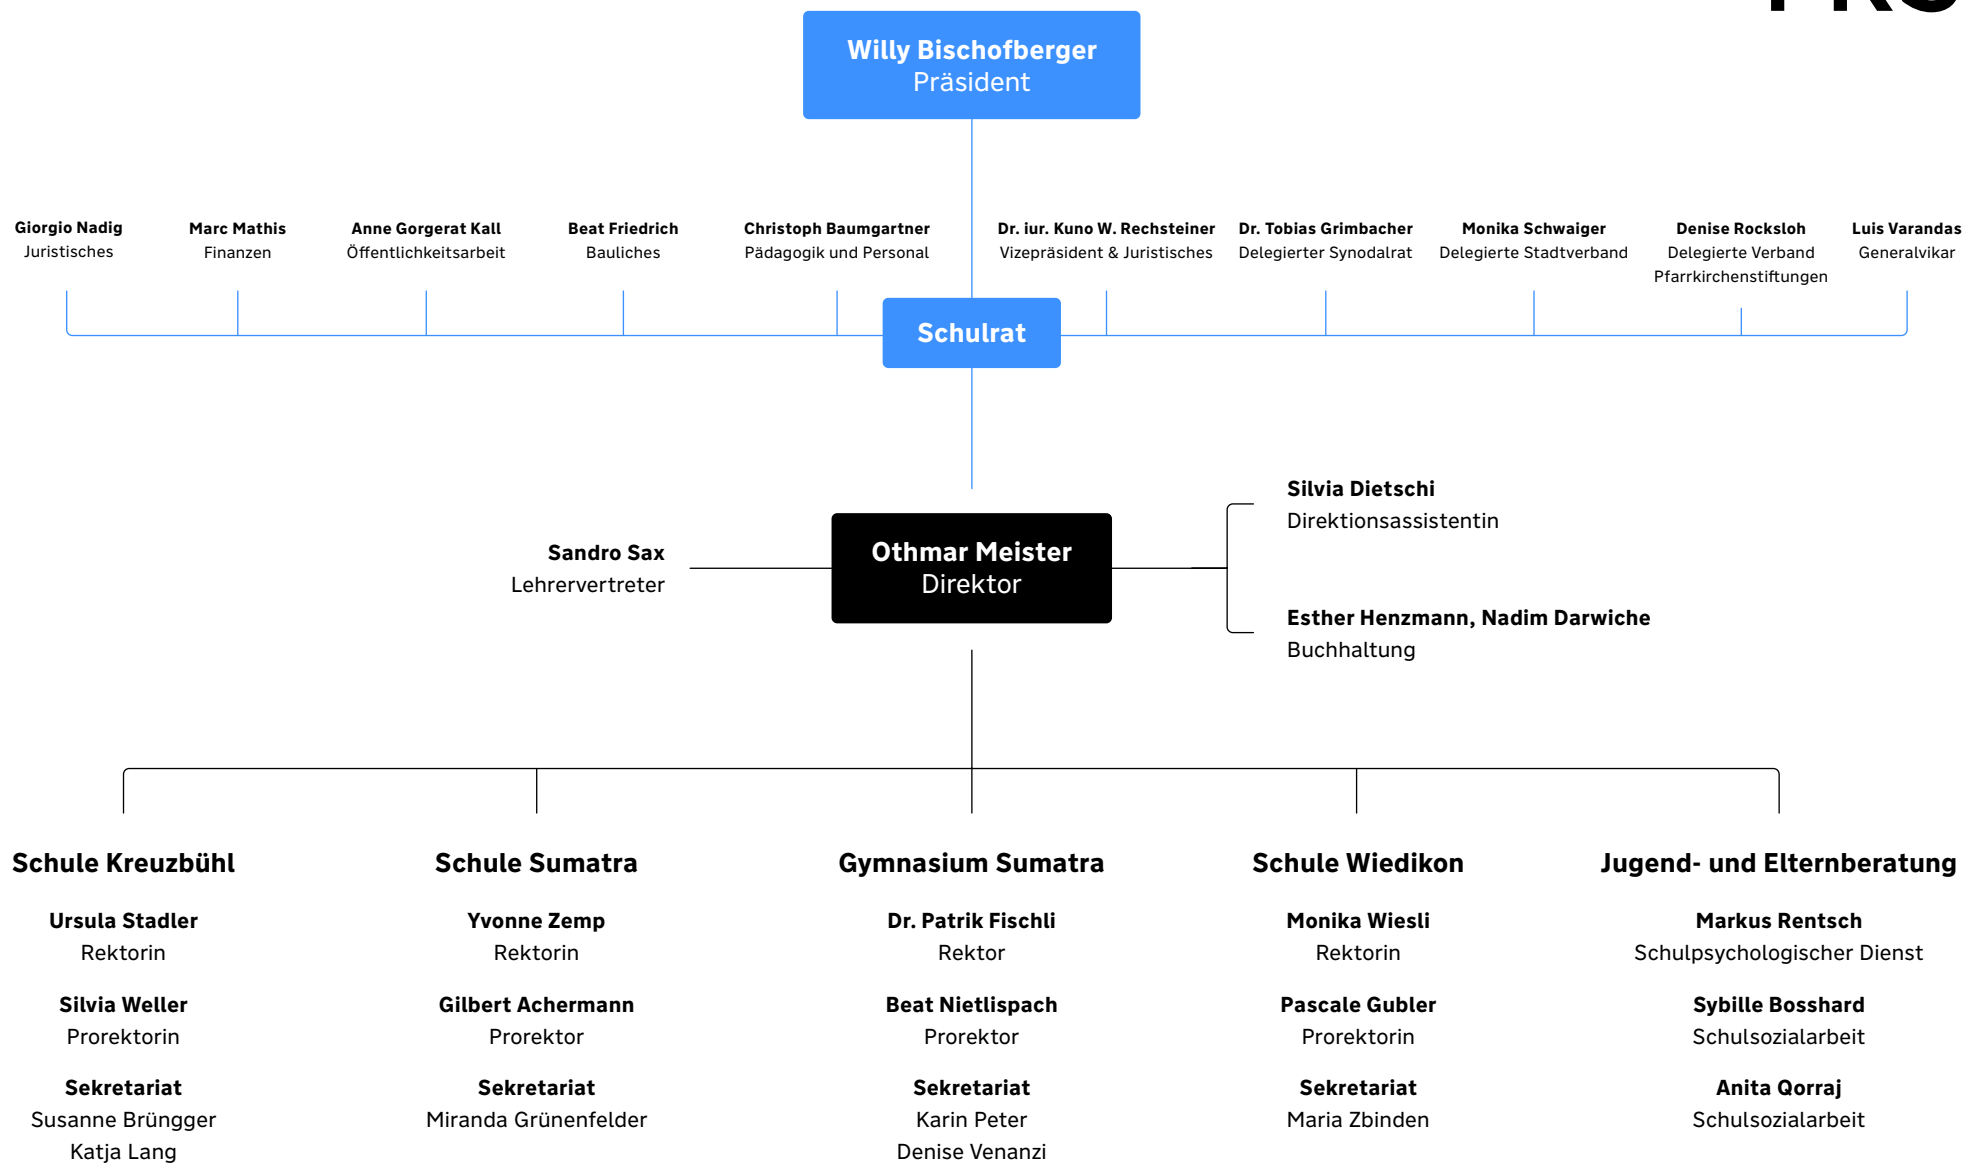 Willy Bischofberger
Präsident
Giorgio Nadig
Juristisches
Marc Mathis
Finanzen
Anne Gorgerat Kall
Öffentlichkeitsarbeit
Beat Friedrich
Bauliches
Christoph Baumgartner
Pädagogik und Personal
Dr. iur. Kuno W. Rechsteiner
Vizepräsident & Juristisches
Dr. Tobias Grimbacher
Delegierter Synodalrat
Monika Schwaiger
Delegierte Stadtverband
Denise Rocksloh
Delegierte Verband
Pfarrkirchenstiftungen
Luis Varandas
Generalvikar
Schulrat
Sandro Sax
Lehrervertreter
Othmar Meister
Direktor
Silvia Dietschi
Direktionsassistentin
Esther Henzmann, Nadim Darwiche
Buchhaltung
Schule Kreuzbühl
Ursula Stadler
Rektorin
Silvia Weller
Prorektorin
Sekretariat
Susanne Brüngger
Katja Lang
Schule Sumatra
Yvonne Zemp
Rektorin
Gilbert Achermann
Prorektor
Sekretariat
Miranda Grünenfelder
Gymnasium Sumatra
Dr. Patrik Fischli
Rektor
Beat Nietlispach
Prorektor
Sekretariat
Karin Peter
Denise Venanzi
Schule Wiedikon
Monika Wiesli
Rektorin
Pascale Gubler
Prorektorin
Sekretariat
Maria Zbinden
Jugend- und Elternberatung
Markus Rentsch
Schulpsychologischer Dienst
Sybille Bosshard
Schulsozialarbeit
Anita Qorraj
Schulsozialarbeit